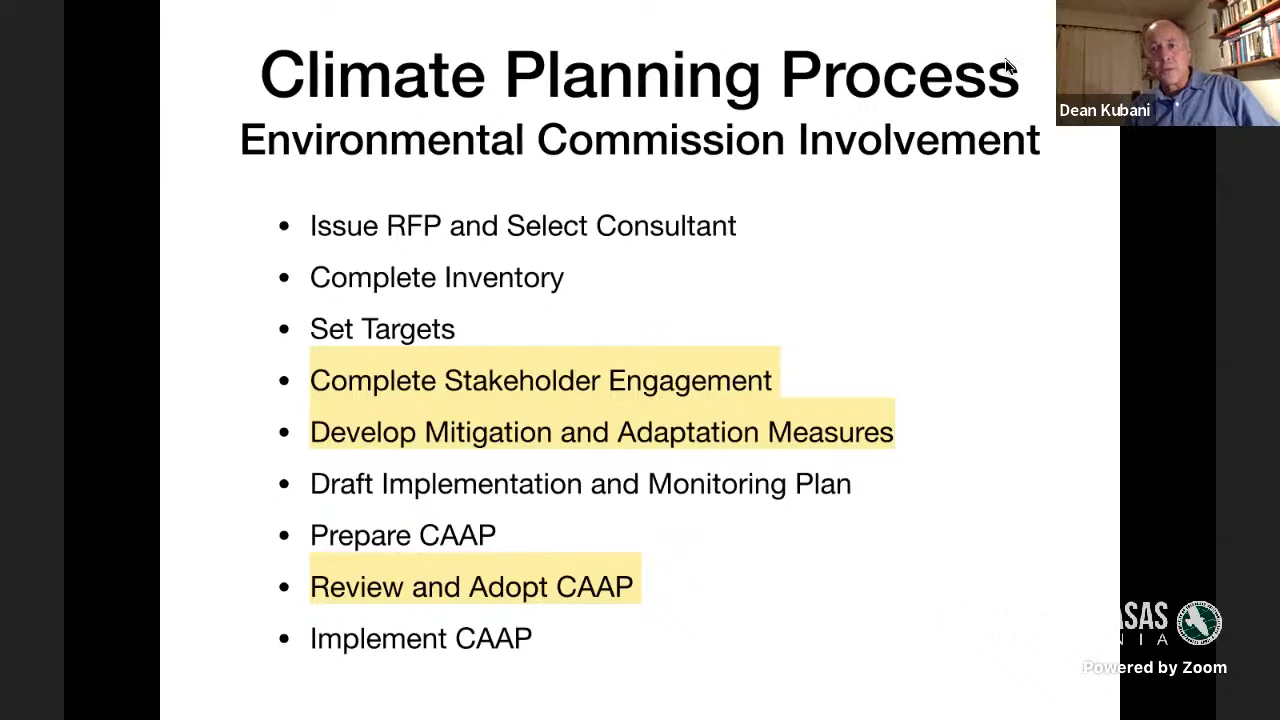 Climate Planning Process
Environmental Commission Involvement
Dean Kubani
• Issue RFP and Select Consultant
• Complete Inventory
• Set Targets
• Complete Stakeholder Engagement
• Develop Mitigation and Adaptation Measures
• Draft Implementation and Monitoring Plan
• Prepare CAAP
• Review and Adopt CAAP
• Implement CAAP
Powered by Zoom